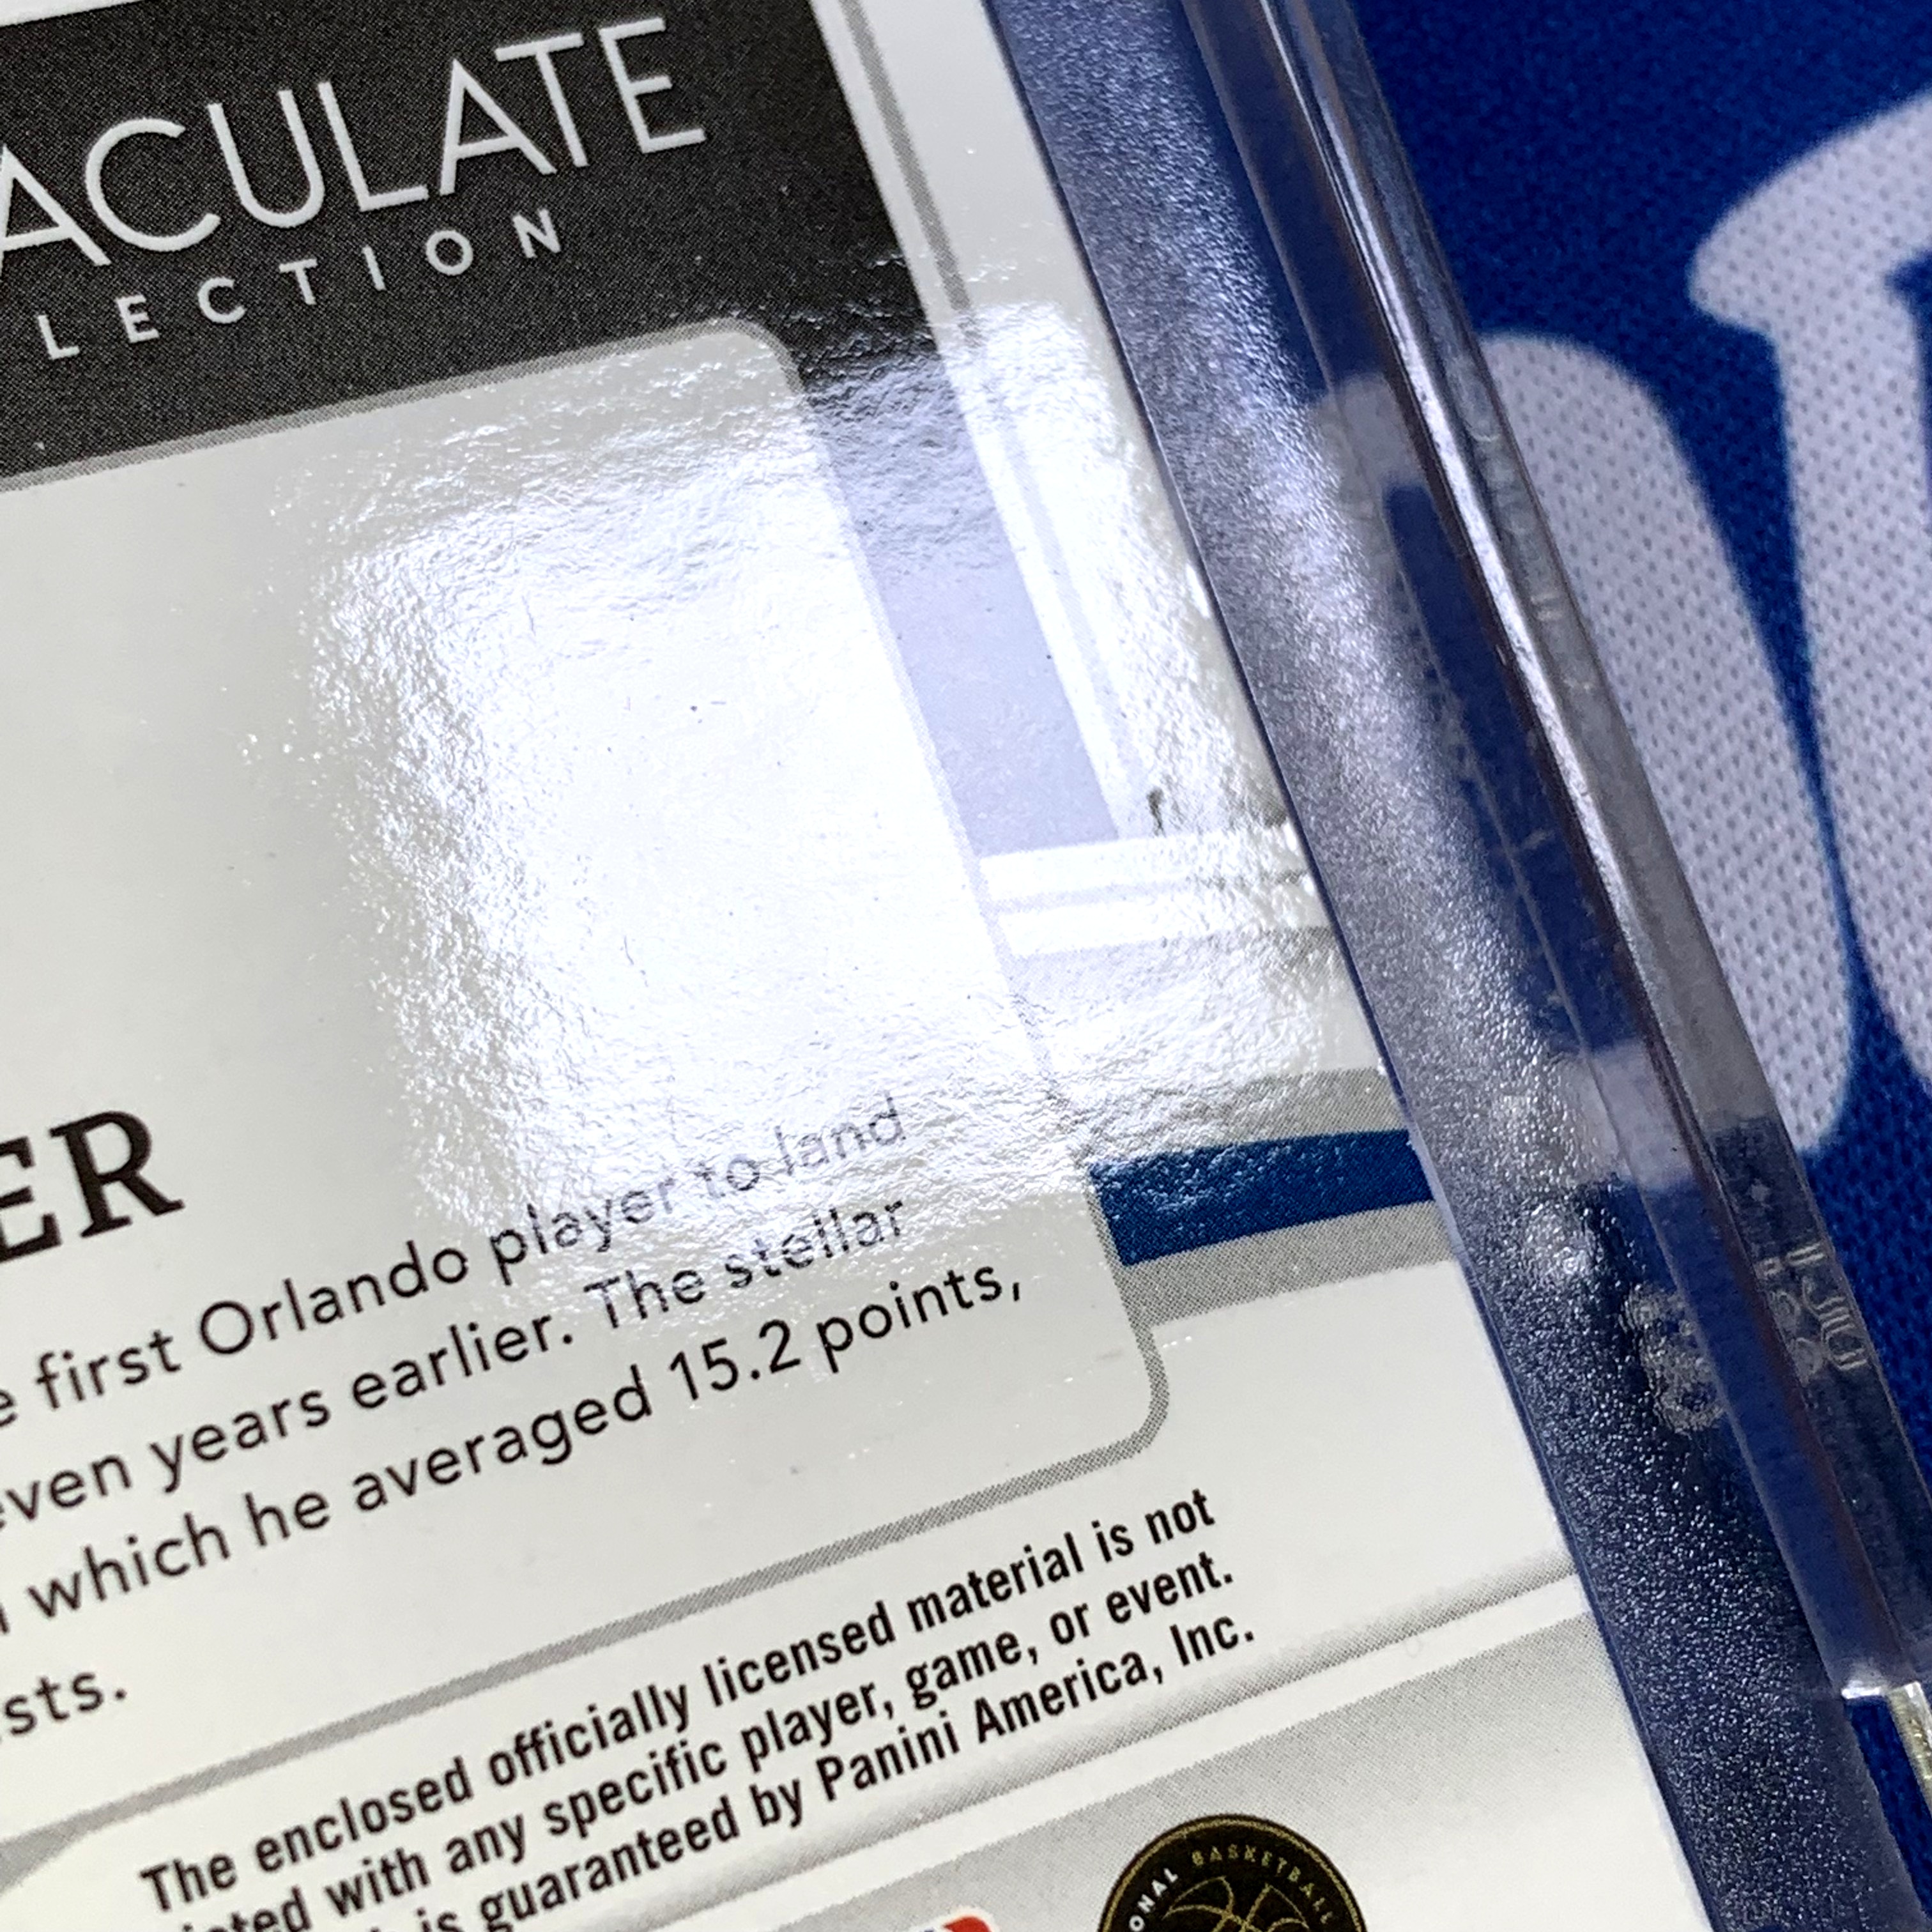 ACULATE
LECTION
ER
e first Orlando player to land
even years earlier. The stellar
which he averaged 15.2 points,
sts.
The enclosed officially licensed material is not
with any specific player, game, or event.
is guaranteed by Panini America, Inc.
ONAL BASKETBALL